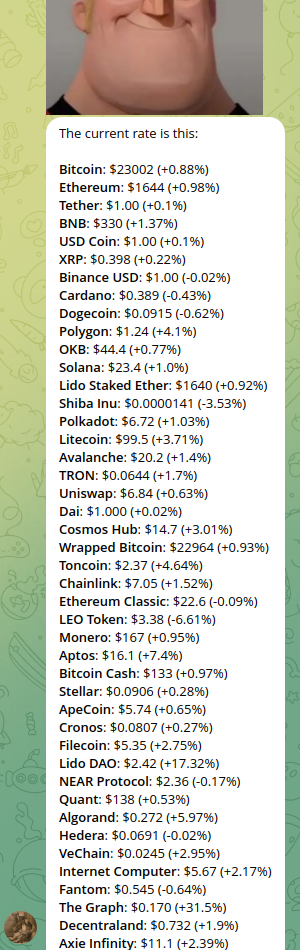 The current rate is this:
Bitcoin: $23002 (+0.88%)
Ethereum: $1644 (+0.98%)
Tether: $1.00 (+0.1%)
BNB: $330 (+1.37%)
USD Coin: $1.00 (+0.1%)
XRP: $0.398 (+0.22%)
Binance USD: $1.00 (-0.02%)
Cardano: $0.389 (-0.43%)
Dogecoin: $0.0915 (-0.62%)
Polygon: $1.24 (+4.1%)
OKB: $44.4 (+0.77%)
Solana: $23.4 (+1.0%)
Lido Staked Ether: $1640 (+0.92%)
Shiba Inu: $0.0000141 (-3.53%)
Polkadot: $6.72 (+1.03%)
Litecoin: $99.5 (+3.71%)
Avalanche: $20.2 (+1.4%)
TRON: $0.0644 (+1.7%)
Uniswap: $6.84 (+0.63%)
Dai: $1.000 (+0.02%)
Cosmos Hub: $14.7 (+3.01%)
Wrapped Bitcoin: $22964 (+0.93%)
Toncoin: $2.37 (+4.64%)
Chainlink: $7.05 (+1.52%)
Ethereum Classic: $22.6 (-0.09%)
LEO Token: $3.38 (-6.61%)
Monero: $167 (+0.95%)
Aptos: $16.1 (+7.4%)
Bitcoin Cash: $133 (+0.97%)
Stellar: $0.0906 (+0.28%)
ApeCoin: $5.74 (+0.65%)
Cronos: $0.0807 (+0.27%)
Filecoin: $5.35 (+2.75%)
Lido DAO: $2.42 (+17.32%)
NEAR Protocol: $2.36 (-0.17%)
Quant: $138 (+0.53%)
Algorand: $0.272 (+5.97%)
Hedera: $0.0691 (-0.02%)
VeChain: $0.0245 (+2.95%)
Internet Computer: $5.67 (+2.17%)
Fantom: $0.545 (-0.64%)
The Graph: $0.170 (+31.5%)
Decentraland: $0.732 (+1.9%)
Axie Infinity: $11.1 (+2.39%)